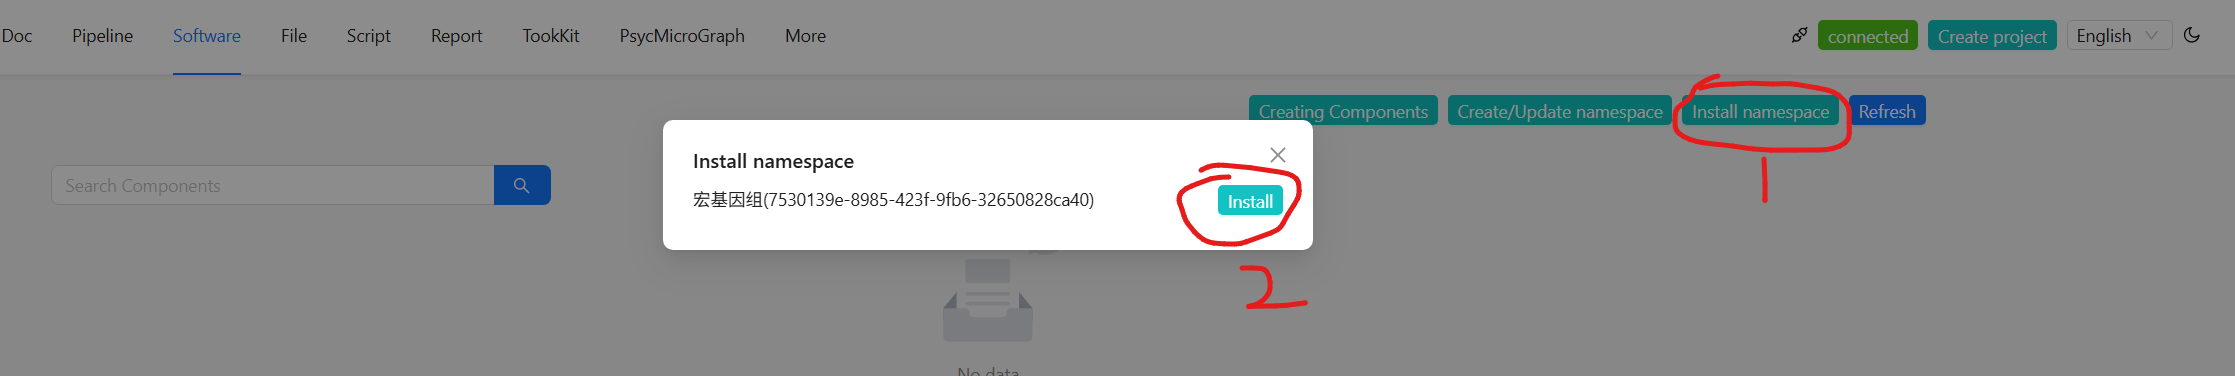 Doc Pipeline Software File Script Report TookKit PsycMicroGraph More connected Create project English
Creating Components Create/Update namespace Install namespace Refresh
1
Install namespace
Search Components
宏基因组(7530139e-8985-423f-9fb6-32650828ca40) Install
2
No data